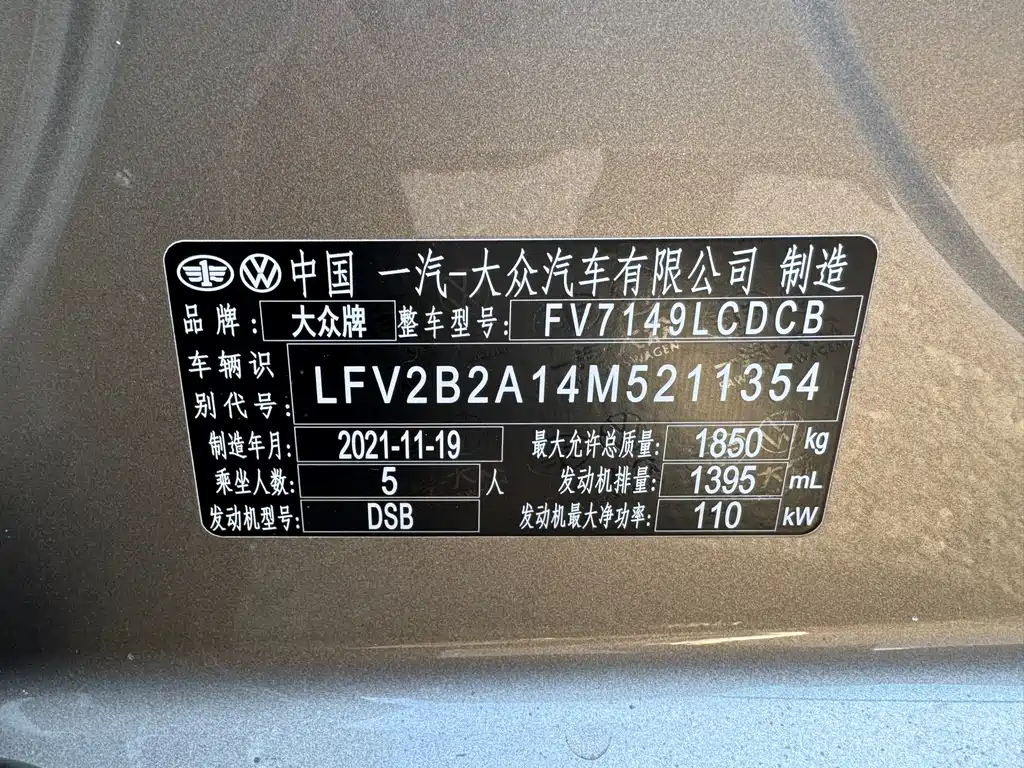 中国 一汽-大众汽车有限公司 制造
品牌: 大众牌 整车型号: FV7149LCDCB
车辆识别代号: LFV2B2A14M5211354
制造年月: 2021-11-19 最大允许总质量: 1850 kg
乘坐人数: 5 人 发动机排量: 1395 mL
发动机型号: DSB 发动机最大净功率: 110 kW